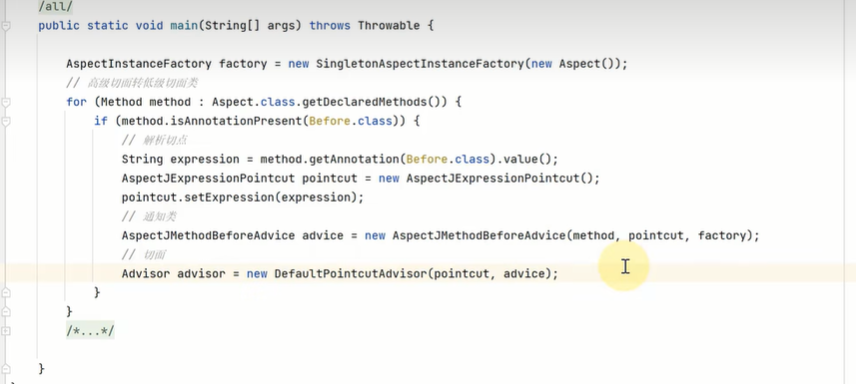 /all/
public static void main(String[] args) throws Throwable {
AspectInstanceFactory factory = new SingletonAspectInstanceFactory(new Aspect());
// 高级切面转低级切面类
for (Method method : Aspect.class.getDeclaredMethods()) {
if (method.isAnnotationPresent(Before.class)) {
// 解析切点
String expression = method.getAnnotation(Before.class).value();
AspectJExpressionPointcut pointcut = new AspectJExpressionPointcut();
pointcut.setExpression(expression);
// 通知类
AspectJMethodBeforeAdvice advice = new AspectJMethodBeforeAdvice(method, pointcut, factory);
// 切面
Advisor advisor = new DefaultPointcutAdvisor(pointcut, advice);
}
}
/*...*/
}